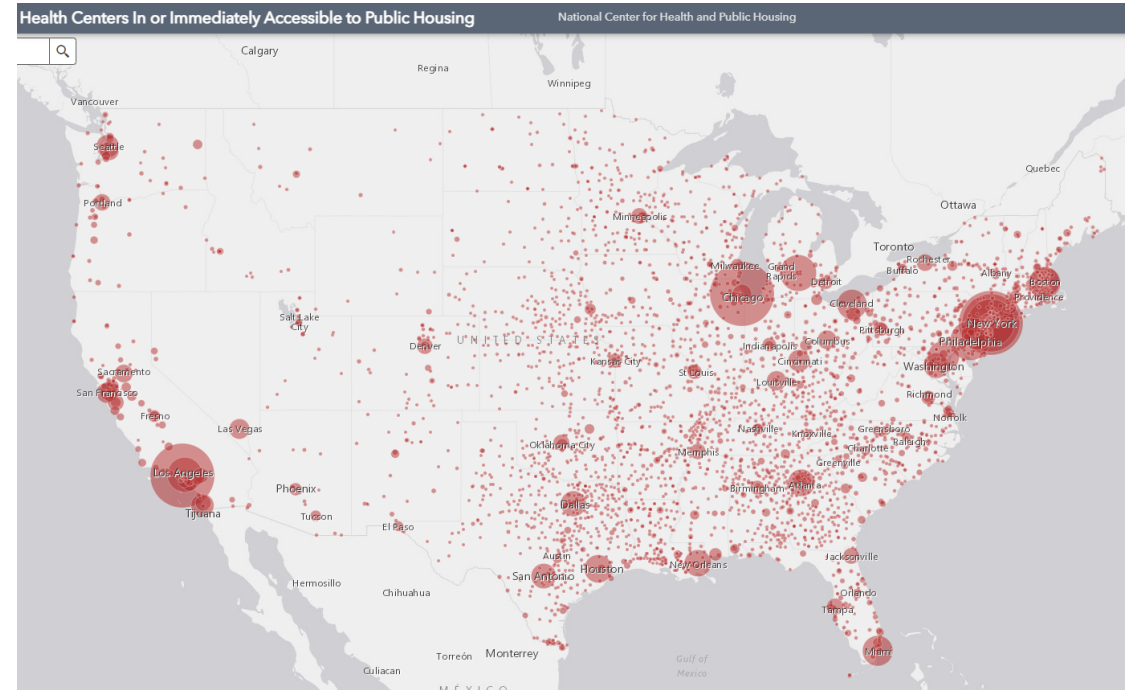 Health Centers In or Immediately Accessible to Public Housing
National Center for Health and Public Housing
Calgary
Regina
Winnipeg
Vancouver
Seattle
Quebec
Portland
Ottawa
Minneapolis
Toronto
Rochester
Buffalo
Milwaukee
Grand
Rapids
Detroit
Albany
Boston
Chicago
Cleveland
Providence
Salt Lake
City
New York
Pittsburgh
Denver
UNITED STATES
Indianapolis
Columbus
Philadelphia
Kansas City
Cincinnati
Washington
Sacramento
St Louis
Louisville
San Francisco
Richmond
Fresno
Norfolk
Las Vegas
Nashville
Knoxville
Greensboro
Raleigh
Oklahoma City
Memphis
Charlotte
Greenville
Los Angeles
Phoenix
Birmingham
Atlanta
Tijuana
Tucson
Dallas
El Paso
Austin
Jacksonville
San Antonio
Houston
New Orleans
Hermosillo
Chihuahua
Orlando
Tampa
Miami
Torreón
Monterrey
Gulf of
Mexico
Culiacan
MÉXICO